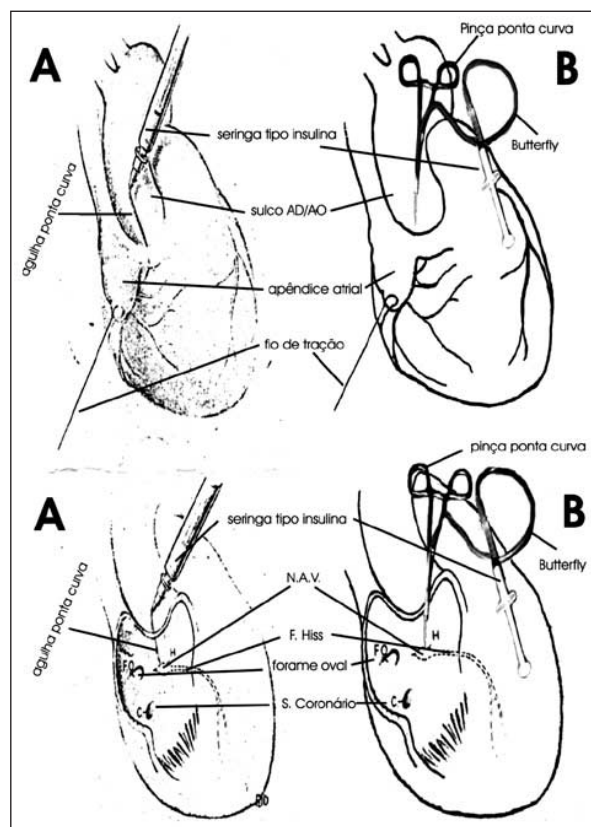 A
Pinça ponta curva
B
seringa tipo insulina
Butterfly
agulha ponta curva
sulco AD/AO
apêndice atrial
fio de tração
pinça ponta curva
A
B
seringa tipo insulina
Butterfly
N.A.V.
agulha ponta curva
H
H
F. Hiss
FO
FO
forame oval
S. Coronário
C
C